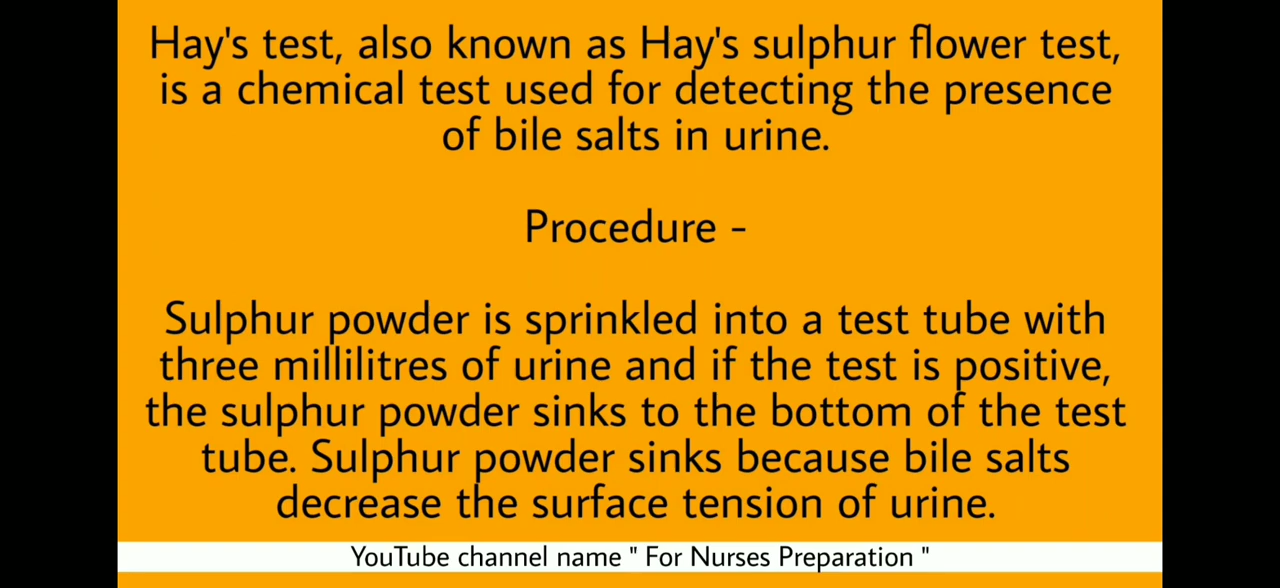 Hay's test, also known as Hay's sulphur flower test,
is a chemical test used for detecting the presence
of bile salts in urine.
Procedure -
Sulphur powder is sprinkled into a test tube with
three millilitres of urine and if the test is positive,
the sulphur powder sinks to the bottom of the test
tube. Sulphur powder sinks because bile salts
decrease the surface tension of urine.
YouTube channel name " For Nurses Preparation "